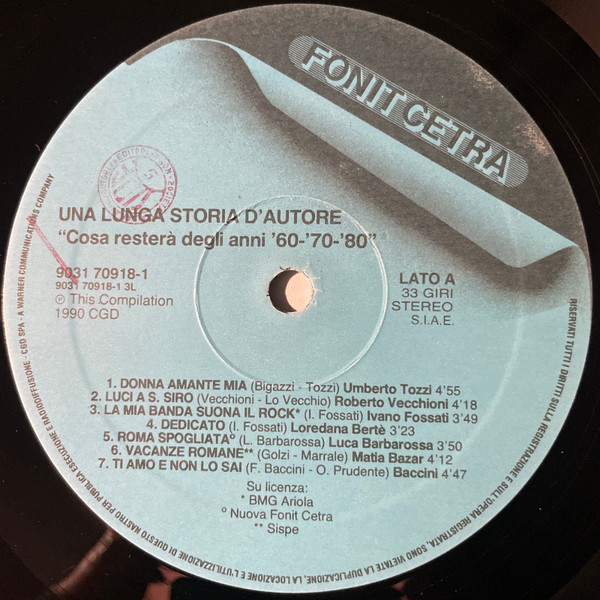 FONIT CETRA
UNA LUNGA STORIA D'AUTORE
"Cosa resterà degli anni '60-'70-'80"
9031 70918-1
9031 70918-1 3L
℗ This Compilation
1990 CGD
LATO A
33 GIRI
STEREO
S.I.A.E.
1. DONNA AMANTE MIA (Bigazzi - Tozzi) Umberto Tozzi 4'55
2. LUCI A S. SIRO (Vecchioni - Lo Vecchio) Roberto Vecchioni 4'18
3. LA MIA BANDA SUONA IL ROCK* (I. Fossati) Ivano Fossati 3'49
4. DEDICATO (I. Fossati) Loredana Bertè 3'23
5. ROMA SPOGLIATA° (L. Barbarossa) Luca Barbarossa 3'50
6. VACANZE ROMANE** (Golzi - Marrale) Matia Bazar 4'12
7. TI AMO E NON LO SAI (F. Baccini - O. Prudente) Baccini 4'47
Su licenza:
* BMG Ariola
° Nuova Fonit Cetra
** Sispe
RISERVATI TUTTI I DIRITTI SULLA REGISTRAZIONE E SULL'OPERA REGISTRATA, SONO VIETATE LA DUPLICAZIONE, LA LOCAZIONE E L'UTILIZZAZIONE DI QUESTO NASTRO PER PUBBLICA ESECUZIONE E RADIODIFFUSIONE. - CGD SPA - A WARNER COMMUNICATIONS COMPANY